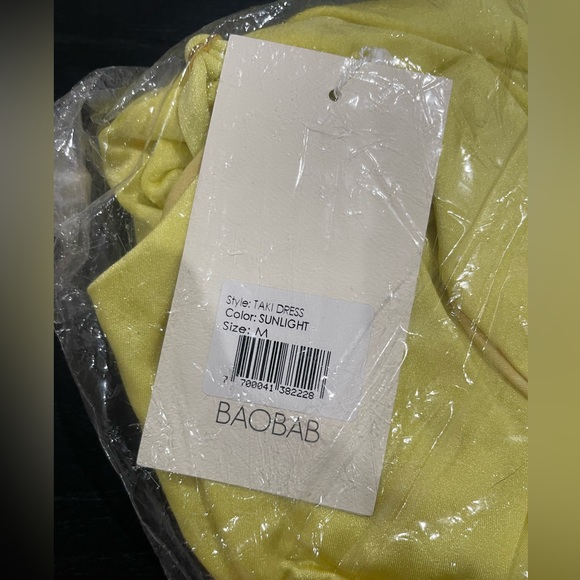 Style: TAKI DRESS
Color: SUNLIGHT
Size: M
7 700041 382228
BAOBAB